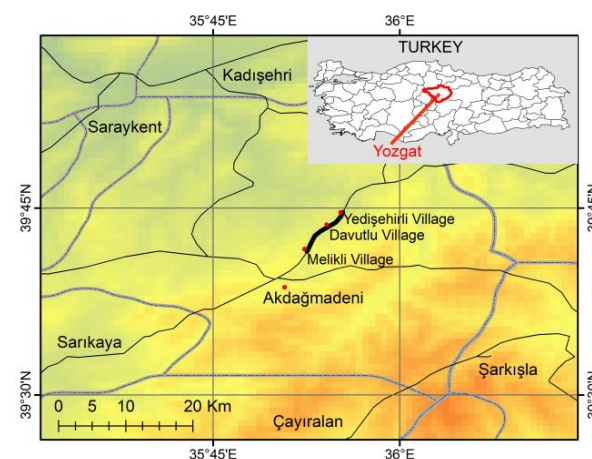 35°45'E 36°E
TURKEY
Kadışehri
Saraykent
Yozgat
39°45'N
39°45'N
Yedişehirli Village
Davutlu Village
Melikli Village
Akdağmadeni
Sarıkaya
Şarkışla
39°30'N
39°30'N
0 5 10 20 Km
Çayıralan
35°45'E 36°E